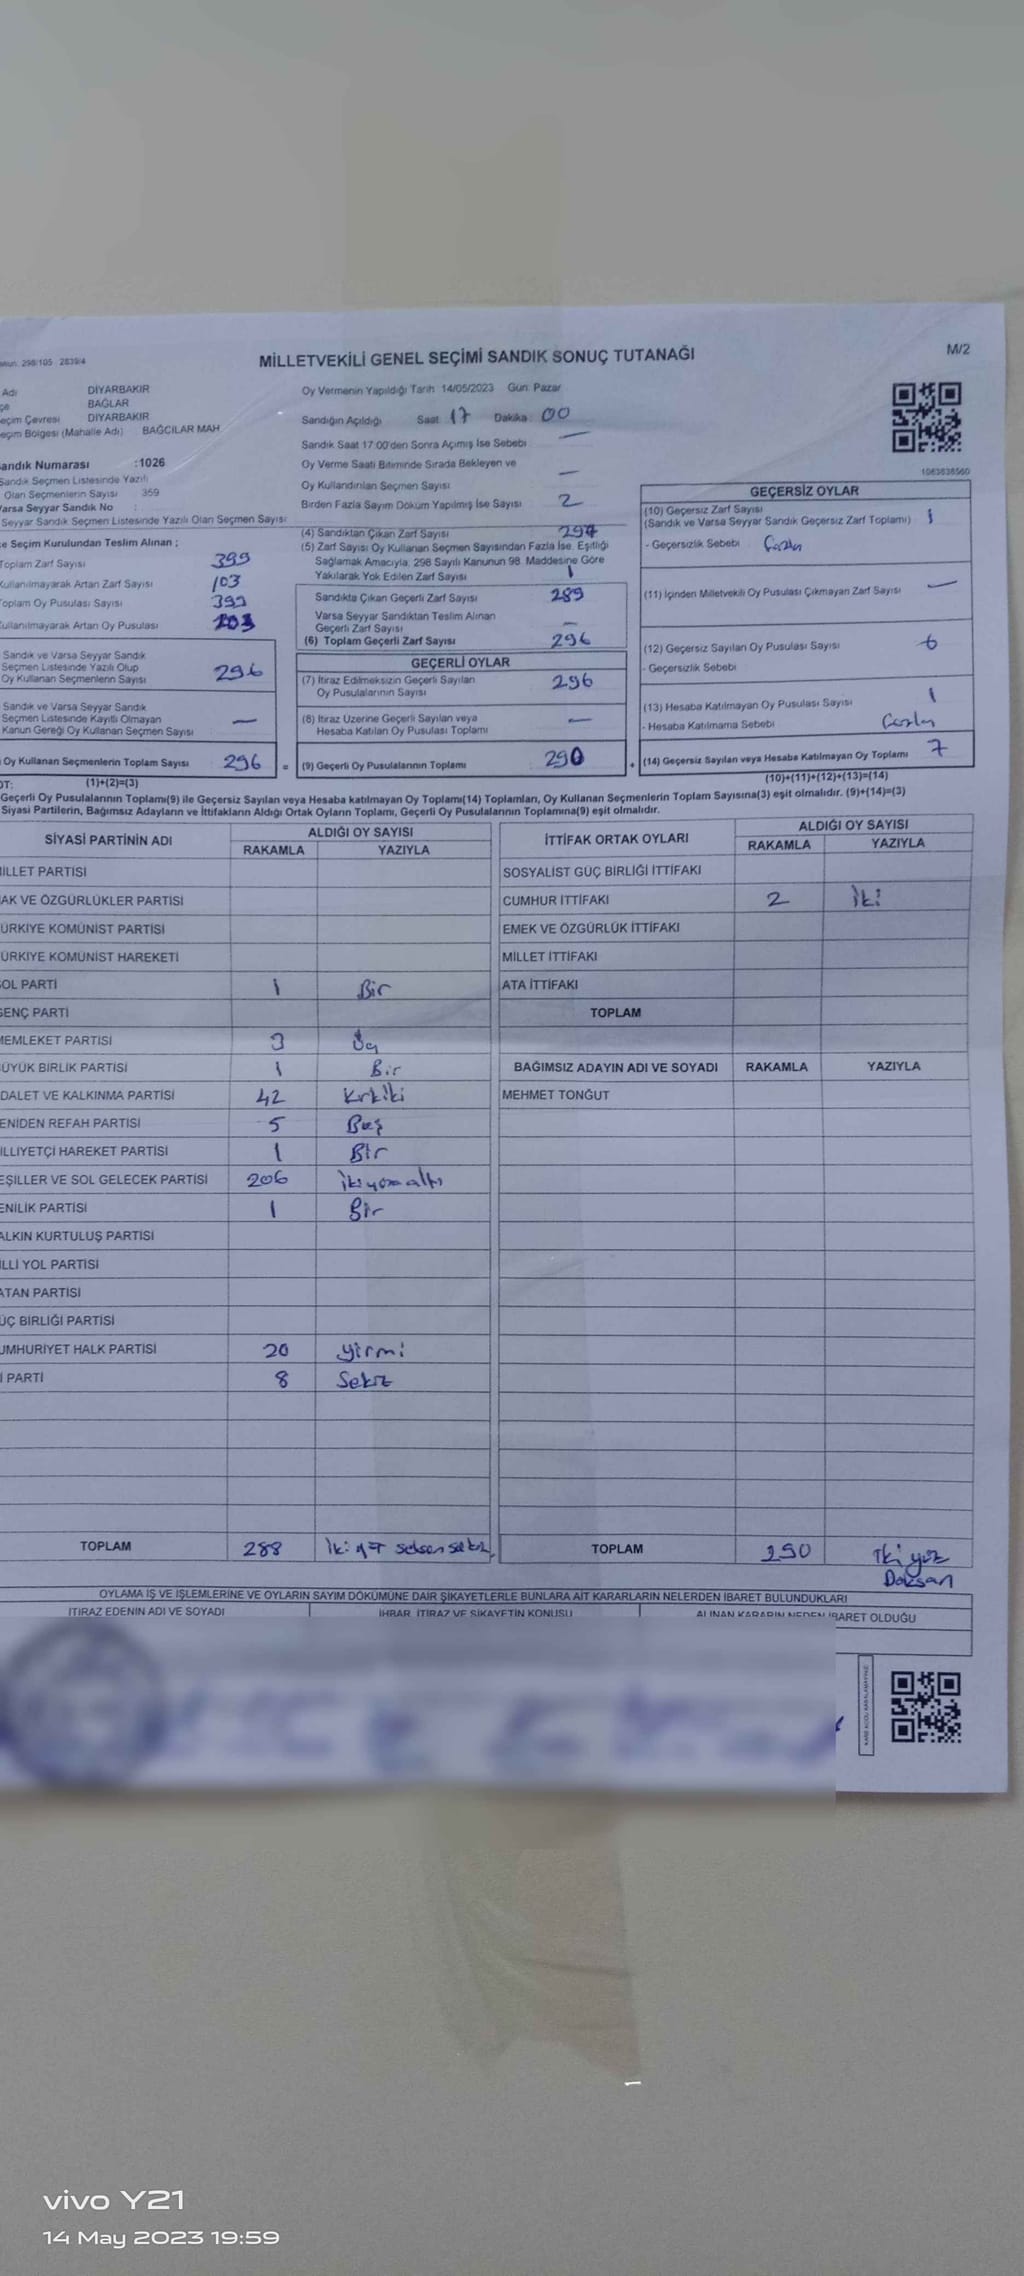 298/105 2839/4
MİLLETVEKİLİ GENEL SEÇİMİ SANDIK SONUÇ TUTANAĞI
M/2
Adı DİYARBAKIR
çe BAĞLAR
eçim Çevresi DİYARBAKIR
eçim Bölgesi (Mahalle Adı) BAĞCILAR MAH
andık Numarası :1026
Sandık Seçmen Listesinde Yazılı
Olan Seçmenlerin Sayısı 359
Varsa Seyyar Sandık No :
Seyyar Sandık Seçmen Listesinde Yazılı Olan Seçmen Sayısı
e Seçim Kurulundan Teslim Alınan ;
Toplam Zarf Sayısı 399
Kullanılmayarak Artan Zarf Sayısı 103
Toplam Oy Pusulası Sayısı 399
Kullanılmayarak Artan Oy Pusulası 103
Sandık ve Varsa Seyyar Sandık
Seçmen Listesinde Yazılı Olup
Oy Kullanan Seçmenlerin Sayısı 296
Sandık ve Varsa Seyyar Sandık
Seçmen Listesinde Kayıtlı Olmayan
Kanun Gereği Oy Kullanan Seçmen Sayısı —
Oy Kullanan Seçmenlerin Toplam Sayısı 296 =
(1)+(2)=(3)
Oy Vermenin Yapıldığı Tarih 14/05/2023 Gün: Pazar
Sandığın Açıldığı Saat 17 Dakika : 00
Sandık Saat 17:00'den Sonra Açımış İse Sebebi —
Oy Verme Saati Bitiminde Sırada Bekleyen ve
Oy Kullandırılan Seçmen Sayısı —
Birden Fazla Sayım Döküm Yapılmış İse Sayısı 2
(4) Sandıktan Çıkan Zarf Sayısı 297
(5) Zarf Sayısı Oy Kullanan Seçmen Sayısından Fazla İse, Eşitliği
Sağlamak Amacıyla, 298 Sayılı Kanunun 98. Maddesine Göre
Yakılarak Yok Edilen Zarf Sayısı 1
Sandıkta Çıkan Geçerli Zarf Sayısı 289
Varsa Seyyar Sandıktan Teslim Alınan
Geçerli Zarf Sayısı —
(6) Toplam Geçerli Zarf Sayısı 296
GEÇERLİ OYLAR
(7) İtiraz Edilmeksizin Geçerli Sayılan
Oy Pusulalarının Sayısı 296
(8) İtiraz Üzerine Geçerli Sayılan veya
Hesaba Katılan Oy Pusulası Toplamı —
(9) Geçerli Oy Pusulalarının Toplamı 290 +
1063638560
GEÇERSİZ OYLAR
(10) Geçersiz Zarf Sayısı
(Sandık ve Varsa Seyyar Sandık Geçersiz Zarf Toplamı) 1
- Geçersizlik Sebebi
(11) İçinden Milletvekili Oy Pusulası Çıkmayan Zarf Sayısı —
(12) Geçersiz Sayılan Oy Pusulası Sayısı 6
- Geçersizlik Sebebi
(13) Hesaba Katılmayan Oy Pusulası Sayısı 1
- Hesaba Katılmama Sebebi
(14) Geçersiz Sayılan veya Hesaba Katılmayan Oy Toplamı 7
(10)+(11)+(12)+(13)=(14)
OT:
Geçerli Oy Pusulalarının Toplamı(9) ile Geçersiz Sayılan veya Hesaba katılmayan Oy Toplamı(14) Toplamları, Oy Kullanan Seçmenlerin Toplam Sayısına(3) eşit olmalıdır. (9)+(14)=(3)
Siyasi Partilerin, Bağımsız Adayların ve İttifakların Aldığı Ortak Oyların Toplamı, Geçerli Oy Pusulalarının Toplamına(9) eşit olmalıdır.
SİYASİ PARTİNİN ADI ALDIĞI OY SAYISI
RAKAMLA YAZIYLA
İLLET PARTİSİ
AK VE ÖZGÜRLÜKLER PARTİSİ
ÜRKİYE KOMÜNİST PARTİSİ
ÜRKİYE KOMÜNİST HAREKETİ
OL PARTİ 1 Bir
GENÇ PARTİ
MEMLEKET PARTİSİ 3 Üç
ÜYÜK BİRLİK PARTİSİ 1 Bir
DALET VE KALKINMA PARTİSİ 42 Kırkiki
ENİDEN REFAH PARTİSİ 5 Beş
İLLİYETÇİ HAREKET PARTİSİ 1 Bir
EŞİLLER VE SOL GELECEK PARTİSİ 206 ikiyüzaltı
ENİLİK PARTİSİ 1 Bir
ALKIN KURTULUŞ PARTİSİ
İLLİ YOL PARTİSİ
ATAN PARTİSİ
ÜÇ BİRLİĞİ PARTİSİ
UMHURİYET HALK PARTİSİ 20 yirmi
İ PARTİ 8 Sekiz
TOPLAM 288 iki yüz seksen sekiz
İTTİFAK ORTAK OYLARI ALDIĞI OY SAYISI
RAKAMLA YAZIYLA
SOSYALİST GÜÇ BİRLİĞİ İTTİFAKI
CUMHUR İTTİFAKI 2 İki
EMEK VE ÖZGÜRLÜK İTTİFAKI
MİLLET İTTİFAKI
ATA İTTİFAKI
TOPLAM
BAĞIMSIZ ADAYIN ADI VE SOYADI RAKAMLA YAZIYLA
MEHMET TONĞUT
TOPLAM 290 İki yüz
Doksan
OYLAMA İŞ VE İŞLEMLERİNE VE OYLARIN SAYIM DÖKÜMÜNE DAİR ŞİKAYETLERLE BUNLARA AİT KARARLARIN NELERDEN İBARET BULUNDUKLARI
İTİRAZ EDENİN ADI VE SOYADI İHBAR, İTİRAZ VE ŞİKAYETİN KONUSU ALINAN KARARIN NEDEN İBARET OLDUĞU
vivo Y21
14 May 2023 19:59